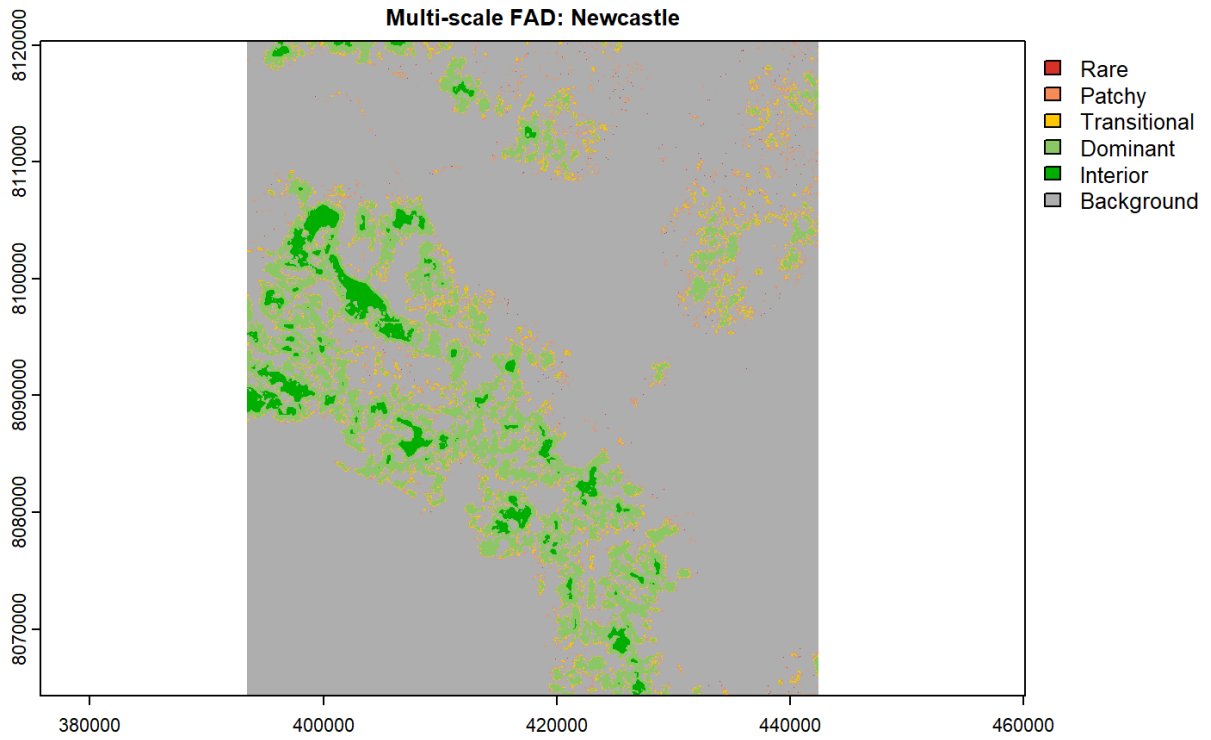 Multi-scale FAD: Newcastle
Rare
Patchy
Transitional
Dominant
Interior
Background
8120000
8110000
8100000
8090000
8080000
8070000
380000 400000 420000 440000 460000